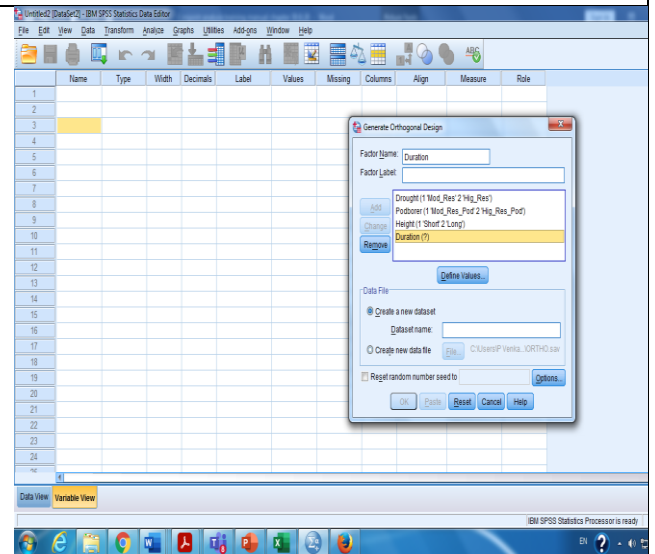 Untitled2 [DataSet2] - IBM SPSS Statistics Data Editor
File Edit View Data Transform Analyze Graphs Utilities Add-ons Window Help
ABC
Name Type Width Decimals Label Values Missing Columns Align Measure Role
1
2
3
4
5
6
7
8
9
10
11
12
13
14
15
16
17
18
19
20
21
22
23
24
Generate Orthogonal Design
Factor Name: Duration
Factor Label:
Add
Change
Remove
Drought (1 'Mod_Res' 2 'Hig_Res')
Podborer (1 'Mod_Res_Pod' 2 'Hig_Res_Pod')
Height (1 'Short' 2 'Long')
Duration (?)
Define Values...
Data File
Create a new dataset
Dataset name:
Create new data file File... C:\Users\P Venka...\ORTHO.sav
Reset random number seed to Options...
OK Paste Reset Cancel Help
Data View Variable View
IBM SPSS Statistics Processor is ready
EN